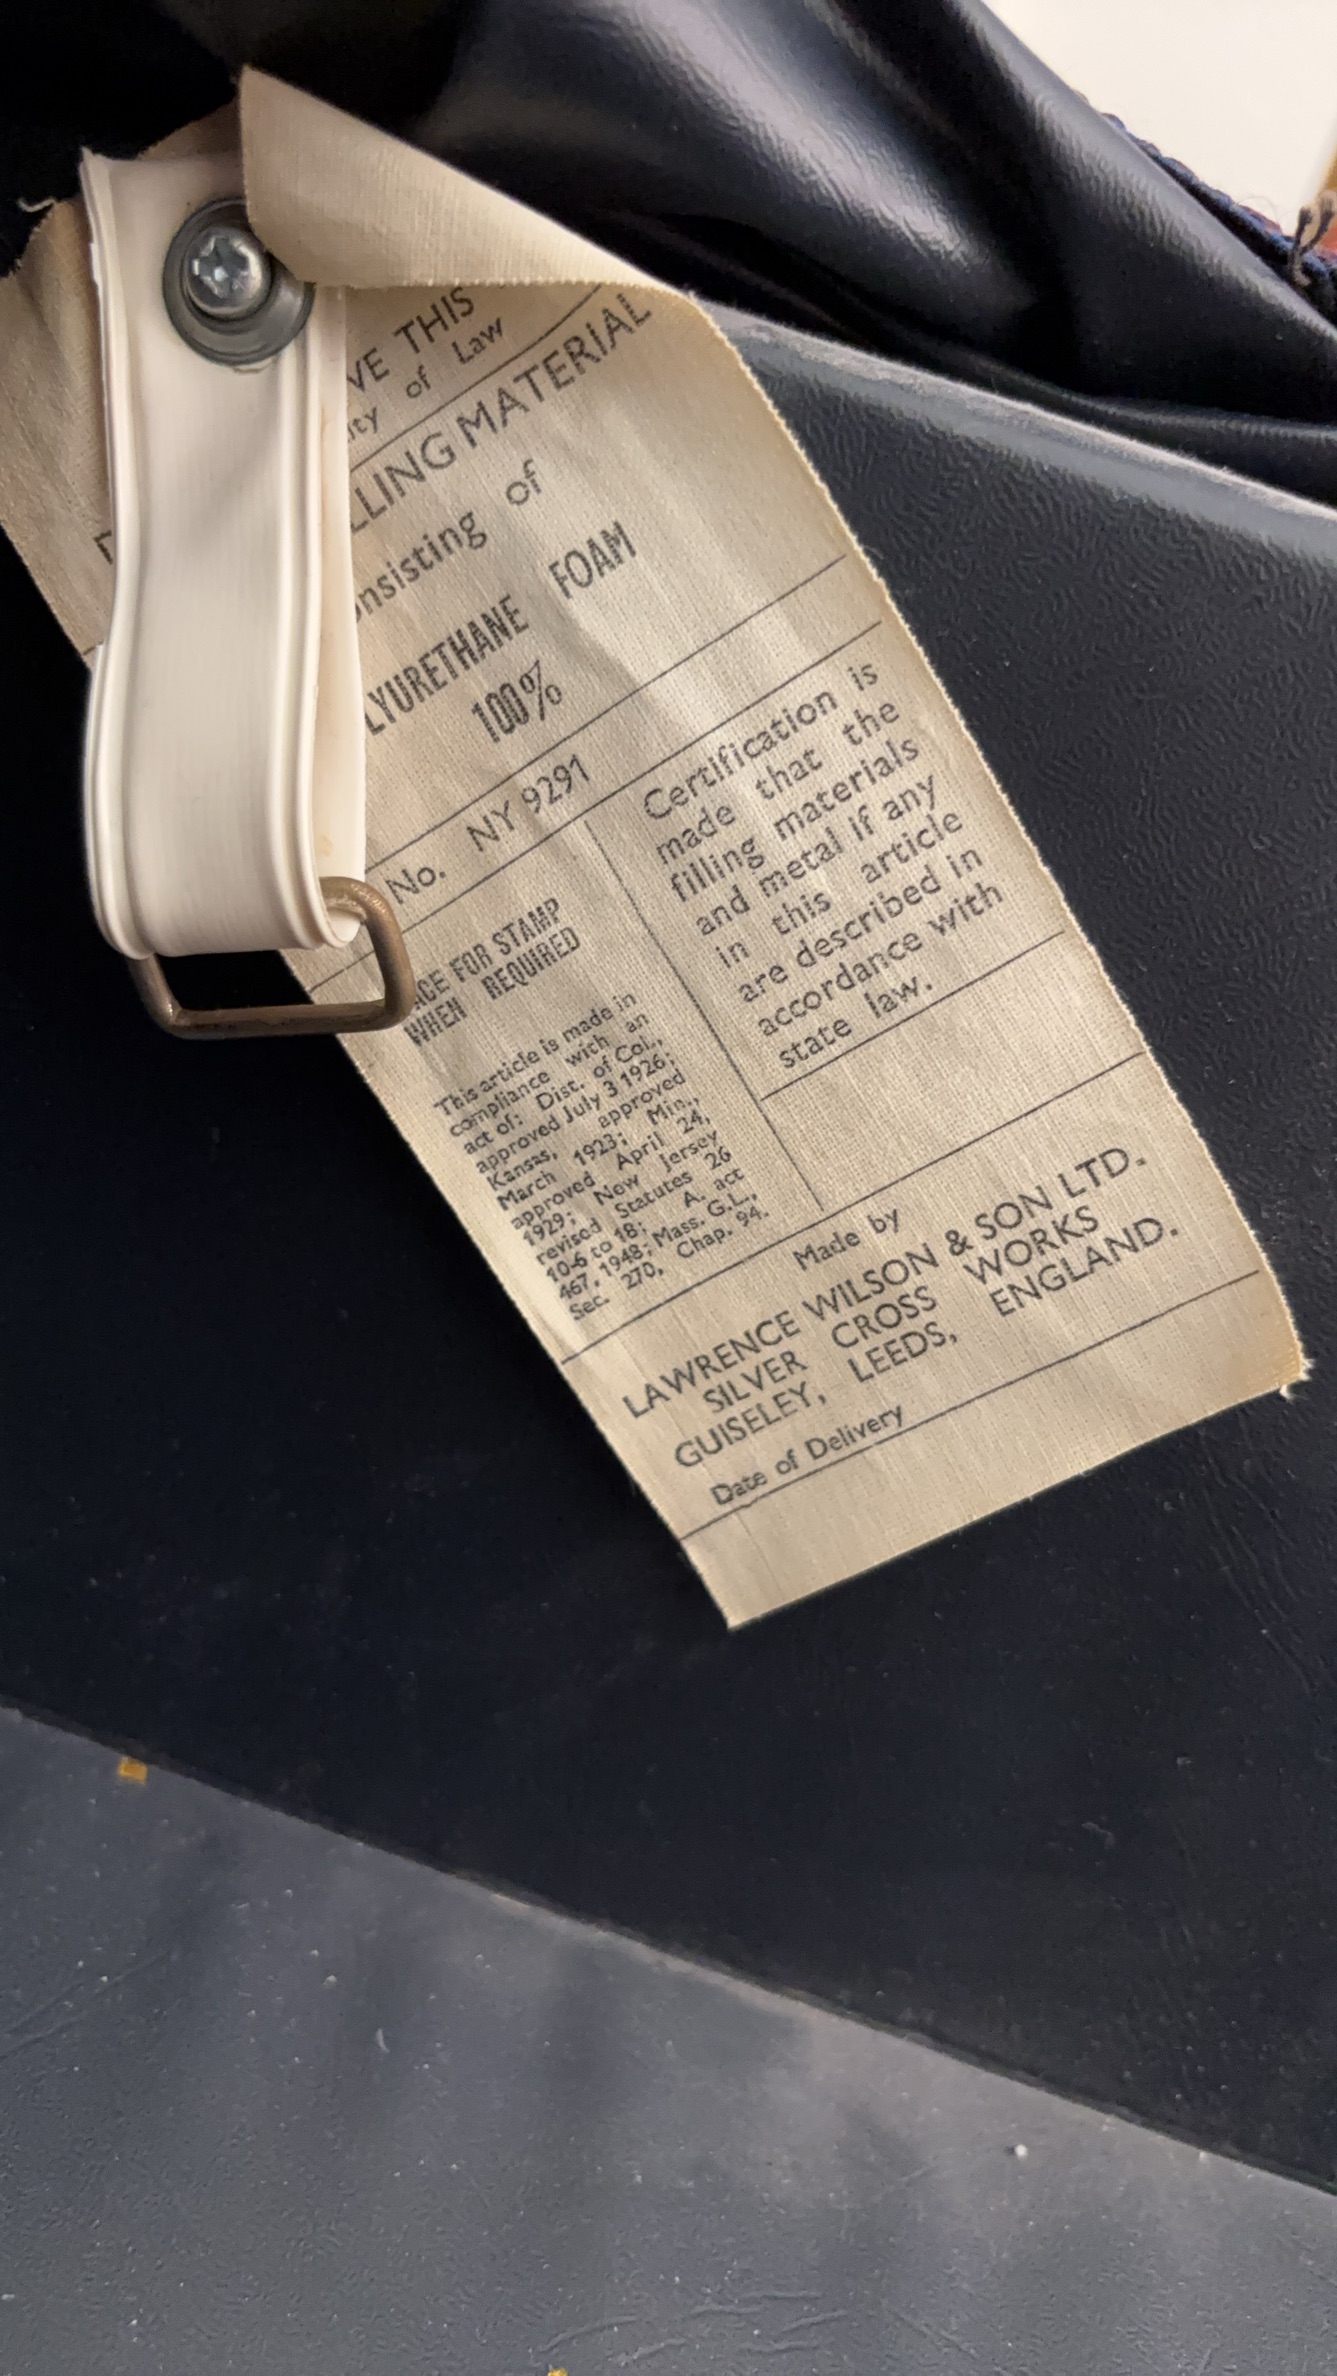 VE THIS
ity of Law
LLING MATERIAL
onsisting of
LYURETHANE FOAM
100%
No. NY 9291
Certification is
made that the
filling materials
and metal if any
in this article
are described in
accordance with
state law.
ACE FOR STAMP
WHEN REQUIRED
This article is made in
compliance with an
act of: Dist. of Col.,
approved July 3 1926;
Kansas, approved
March 1923; Min.,
approved April 24,
1929; New Jersey
revised Statutes 26
10-6 to 18; A. act
467, 1948; Mass. G.L.,
Sec. 270, Chap. 94.
Made by
LAWRENCE WILSON & SON LTD.
SILVER CROSS WORKS
GUISELEY, LEEDS, ENGLAND.
Date of Delivery